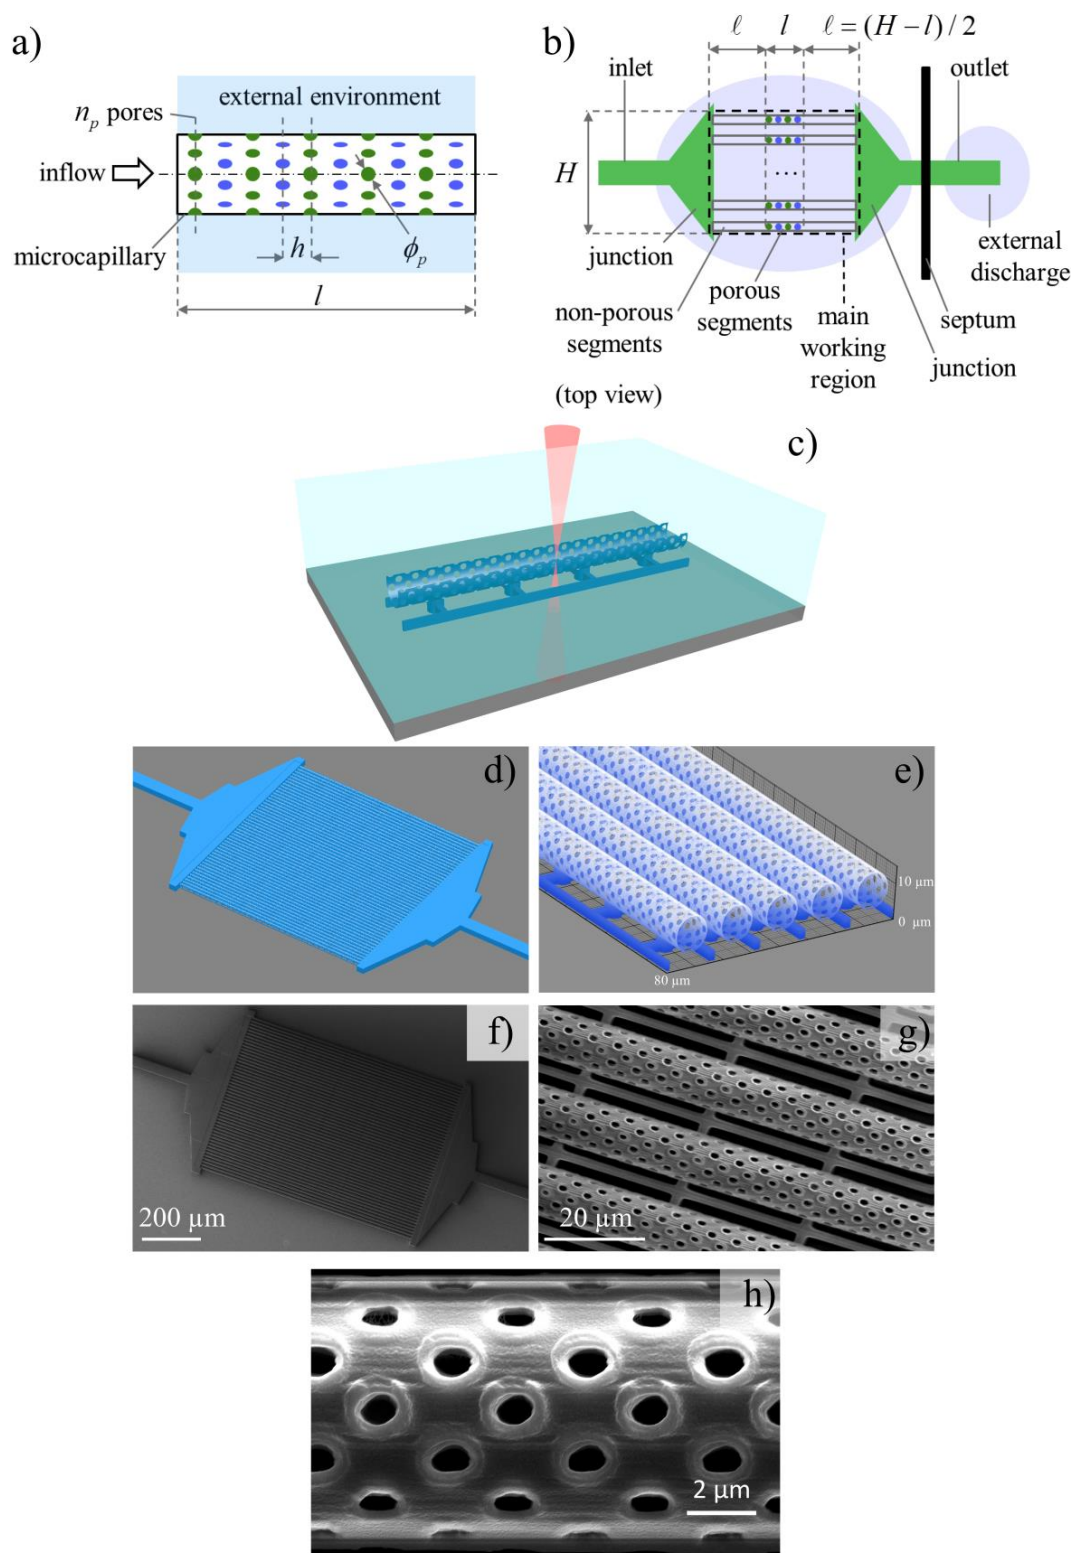 a)
external environment
n_p pores
inflow
microcapillary
h
ϕ_p
l
b)
ℓ l ℓ = (H − l) / 2
inlet
outlet
H
...
junction
external
discharge
non-porous
segments
porous
segments
main
working
region
septum
junction
(top view)
c)
d)
e)
10 µm
0 µm
80 µm
f)
200 µm
g)
20 µm
h)
2 µm